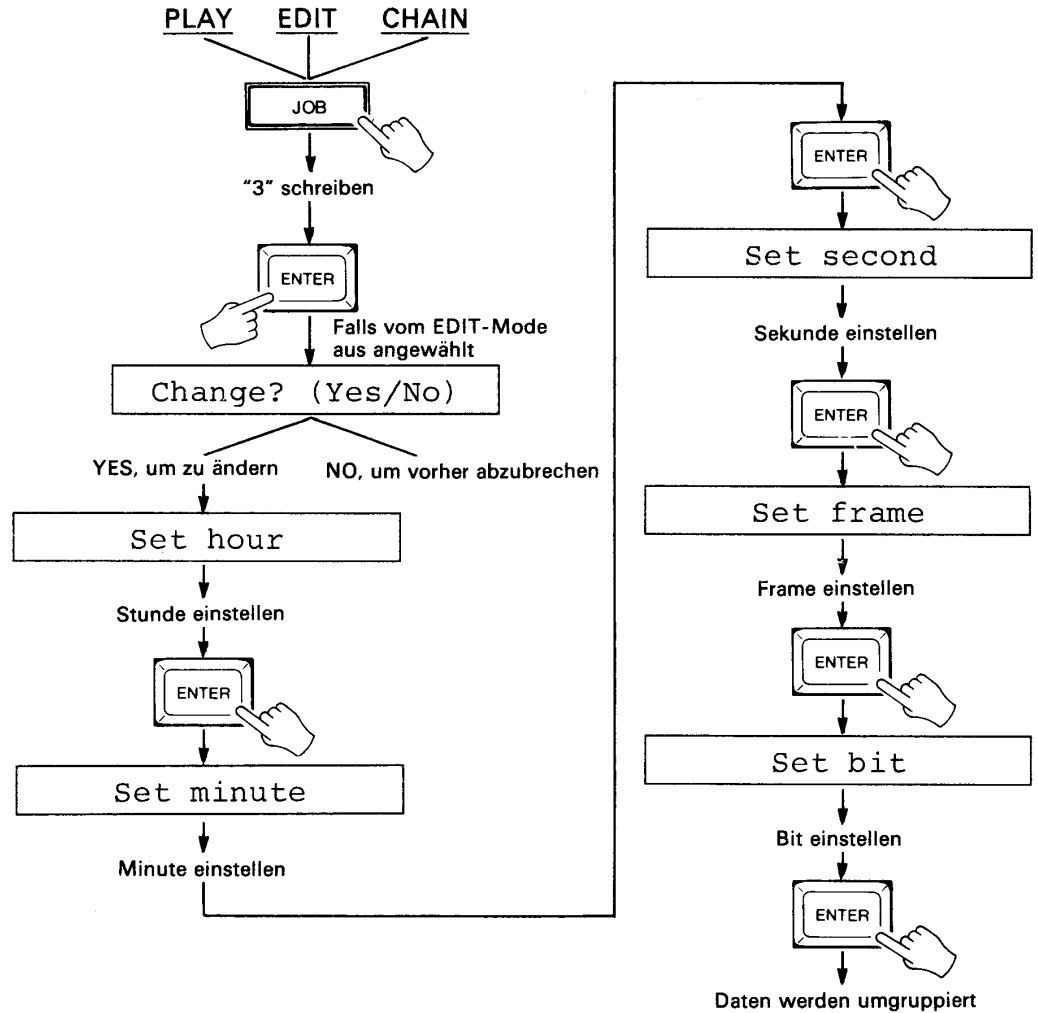 PLAY EDIT CHAIN
JOB
“3” schreiben
ENTER
Falls vom EDIT-Mode
aus angewählt
Change? (Yes/No)
YES, um zu ändern
NO, um vorher abzubrechen
Set hour
Stunde einstellen
ENTER
Set minute
Minute einstellen
ENTER
Set second
Sekunde einstellen
ENTER
Set frame
Frame einstellen
ENTER
Set bit
Bit einstellen
ENTER
Daten werden umgruppiert